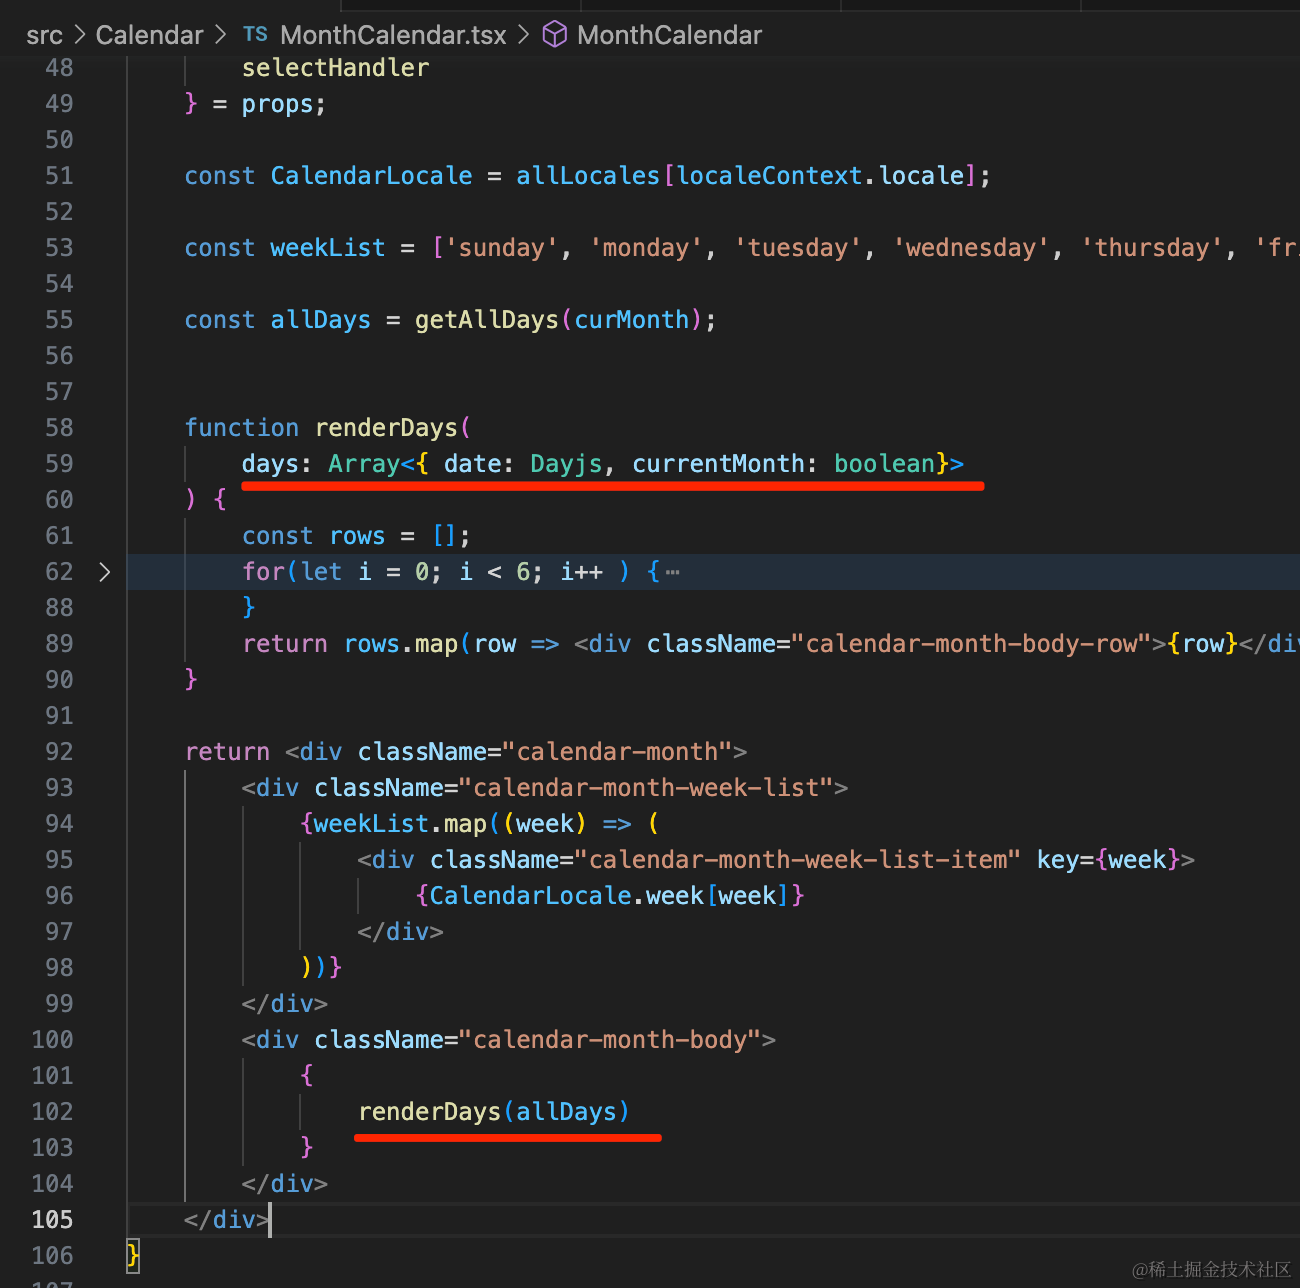 src > Calendar > TS MonthCalendar.tsx > MonthCalendar
48 selectHandler
49 } = props;
50
51 const CalendarLocale = allLocales[localeContext.locale];
52
53 const weekList = ['sunday', 'monday', 'tuesday', 'wednesday', 'thursday', 'fr
54
55 const allDays = getAllDays(curMonth);
56
57
58 function renderDays(
59 days: Array<{ date: Dayjs, currentMonth: boolean}>
60 ) {
61 const rows = [];
62 for(let i = 0; i < 6; i++ ) {⋯
88 }
89 return rows.map(row => <div className="calendar-month-body-row">{row}</div
90 }
91
92 return <div className="calendar-month">
93 <div className="calendar-month-week-list">
94 {weekList.map((week) => (
95 <div className="calendar-month-week-list-item" key={week}>
96 {CalendarLocale.week[week]}
97 </div>
98 ))}
99 </div>
100 <div className="calendar-month-body">
101 {
102 renderDays(allDays)
103 }
104 </div>
105 </div>
106 }
@稀土掘金技术社区